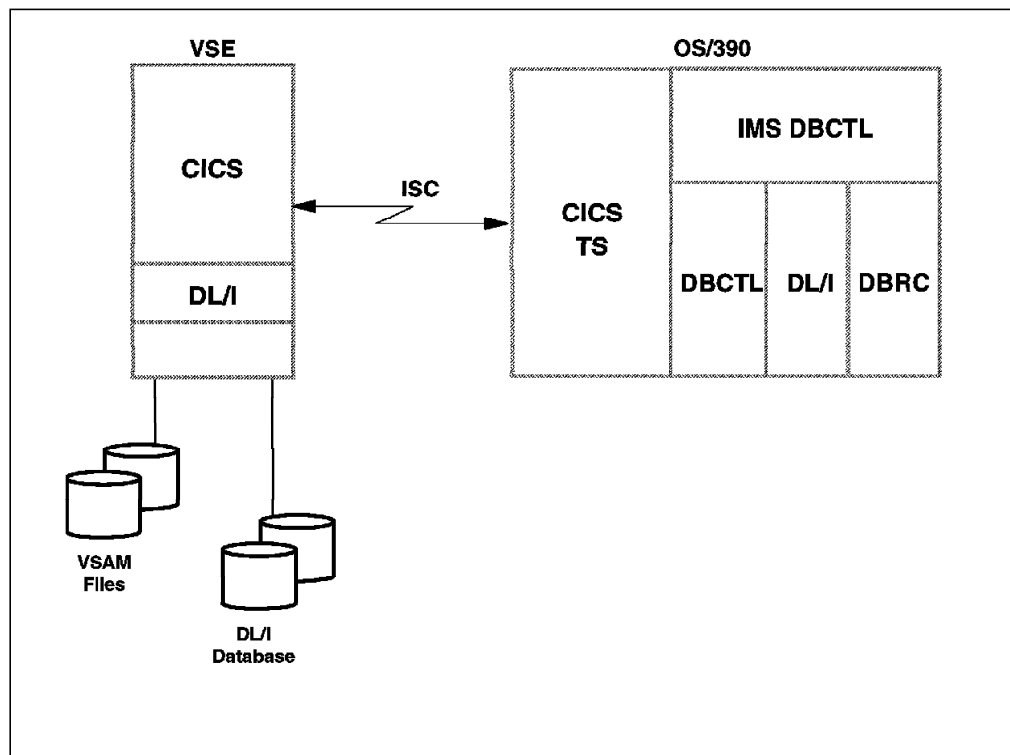 VSE
CICS
DL/I
VSAM
Files
DL/I
Database
ISC
OS/390
CICS
TS
IMS DBCTL
DBCTL
DL/I
DBRC